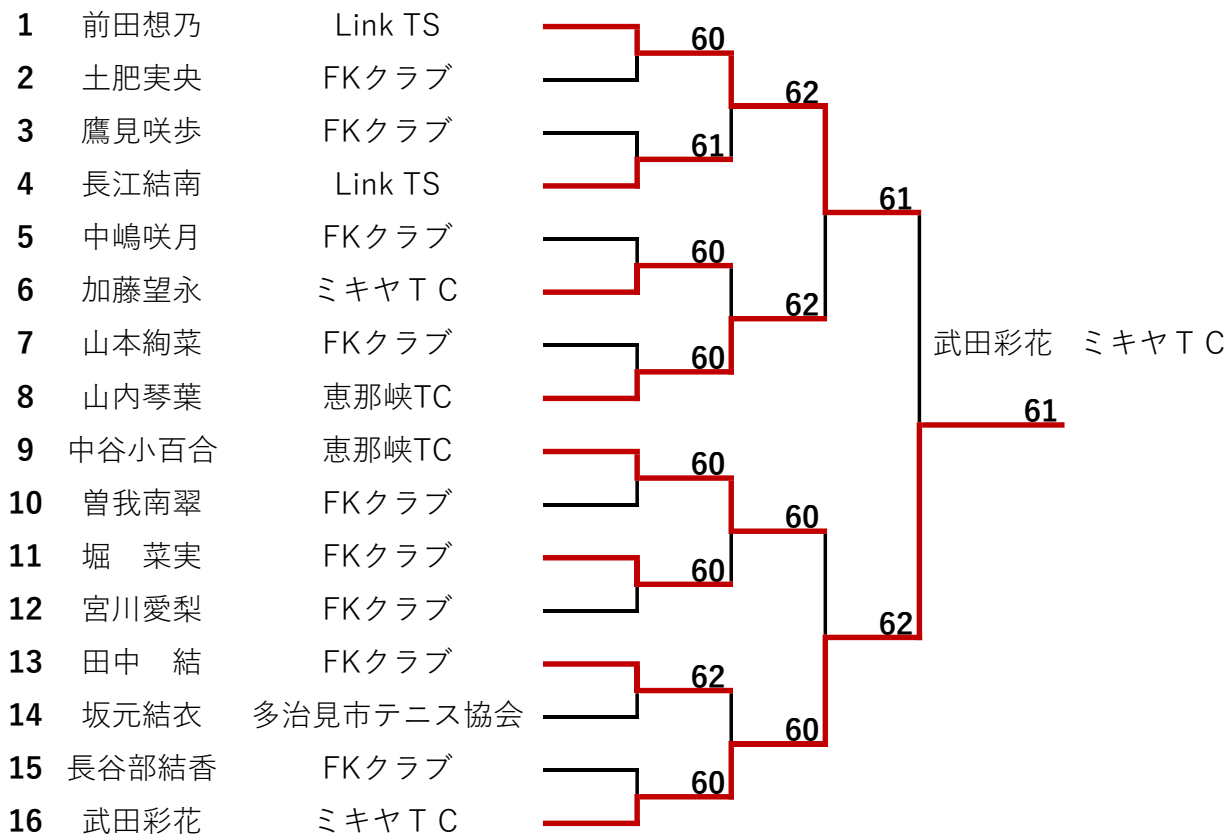 1 前田想乃 Link TS
60
2 土肥実央 FKクラブ
62
3 鷹見咲歩 FKクラブ
61
4 長江結南 Link TS
61
5 中嶋咲月 FKクラブ
60
6 加藤望永 ミキヤＴＣ
62
7 山本絢菜 FKクラブ
武田彩花　ミキヤＴＣ
60
8 山内琴葉 恵那峡TC
61
9 中谷小百合 恵那峡TC
60
10 曽我南翠 FKクラブ
60
11 堀　菜実 FKクラブ
60
12 宮川愛梨 FKクラブ
62
13 田中　結 FKクラブ
62
14 坂元結衣 多治見市テニス協会
60
15 長谷部結香 FKクラブ
60
16 武田彩花 ミキヤＴＣ